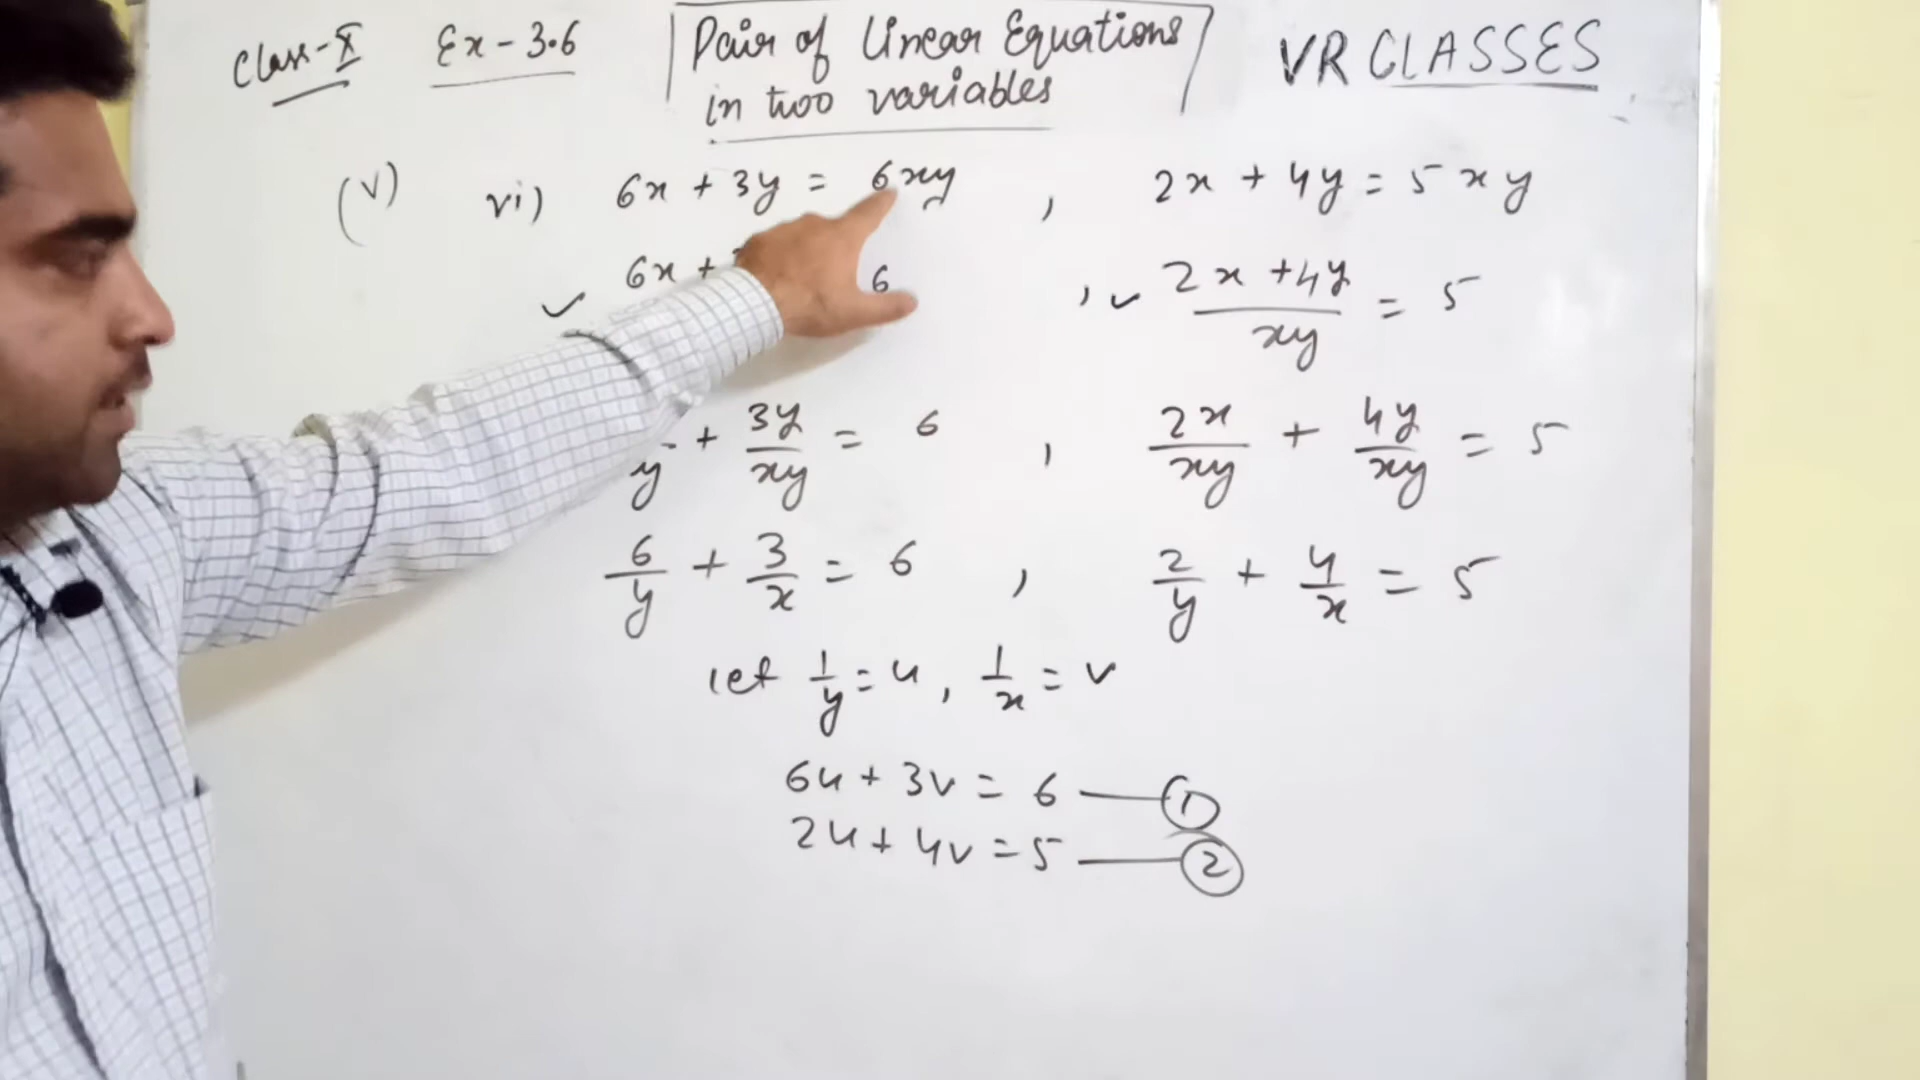 Class-X Ex-3.6 Pair of Linear Equations in two variables VR CLASSES
(v) vi) 6x + 3y = 6xy , 2x + 4y = 5xy
6x + 6 , (2x + 4y)/xy = 5
y + 3y/xy = 6 , 2x/xy + 4y/xy = 5
6/y + 3/x = 6 , 2/y + 4/x = 5
let 1/y = u, 1/x = v
6u + 3v = 6 — 1
2u + 4v = 5 — 2